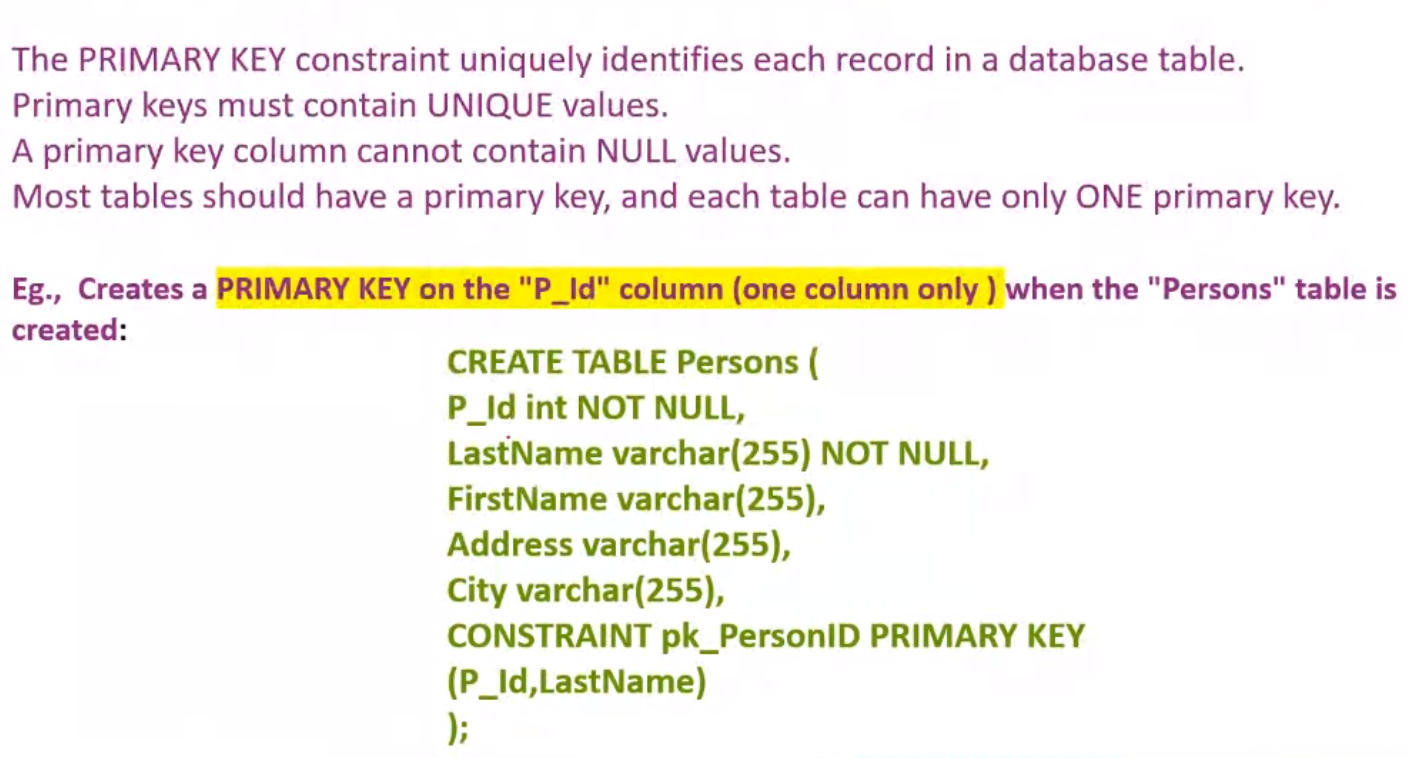 The PRIMARY KEY constraint uniquely identifies each record in a database table.
Primary keys must contain UNIQUE values.
A primary key column cannot contain NULL values.
Most tables should have a primary key, and each table can have only ONE primary key.
Eg., Creates a PRIMARY KEY on the "P_Id" column (one column only ) when the "Persons" table is
created:
CREATE TABLE Persons (
P_Id int NOT NULL,
LastName varchar(255) NOT NULL,
FirstName varchar(255),
Address varchar(255),
City varchar(255),
CONSTRAINT pk_PersonID PRIMARY KEY
(P_Id,LastName)
);